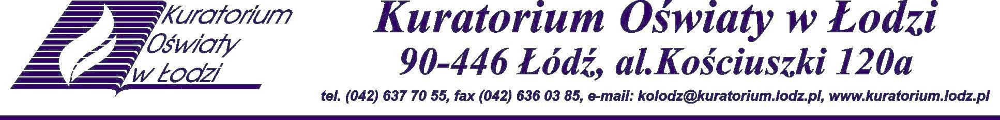 Kuratorium
Oświaty
w Łodzi
Kuratorium Oświaty w Łodzi
90-446 Łódź, al.Kościuszki 120a
tel. (042) 637 70 55, fax (042) 636 03 85, e-mail: kolodz@kuratorium.lodz.pl, www.kuratorium.lodz.pl